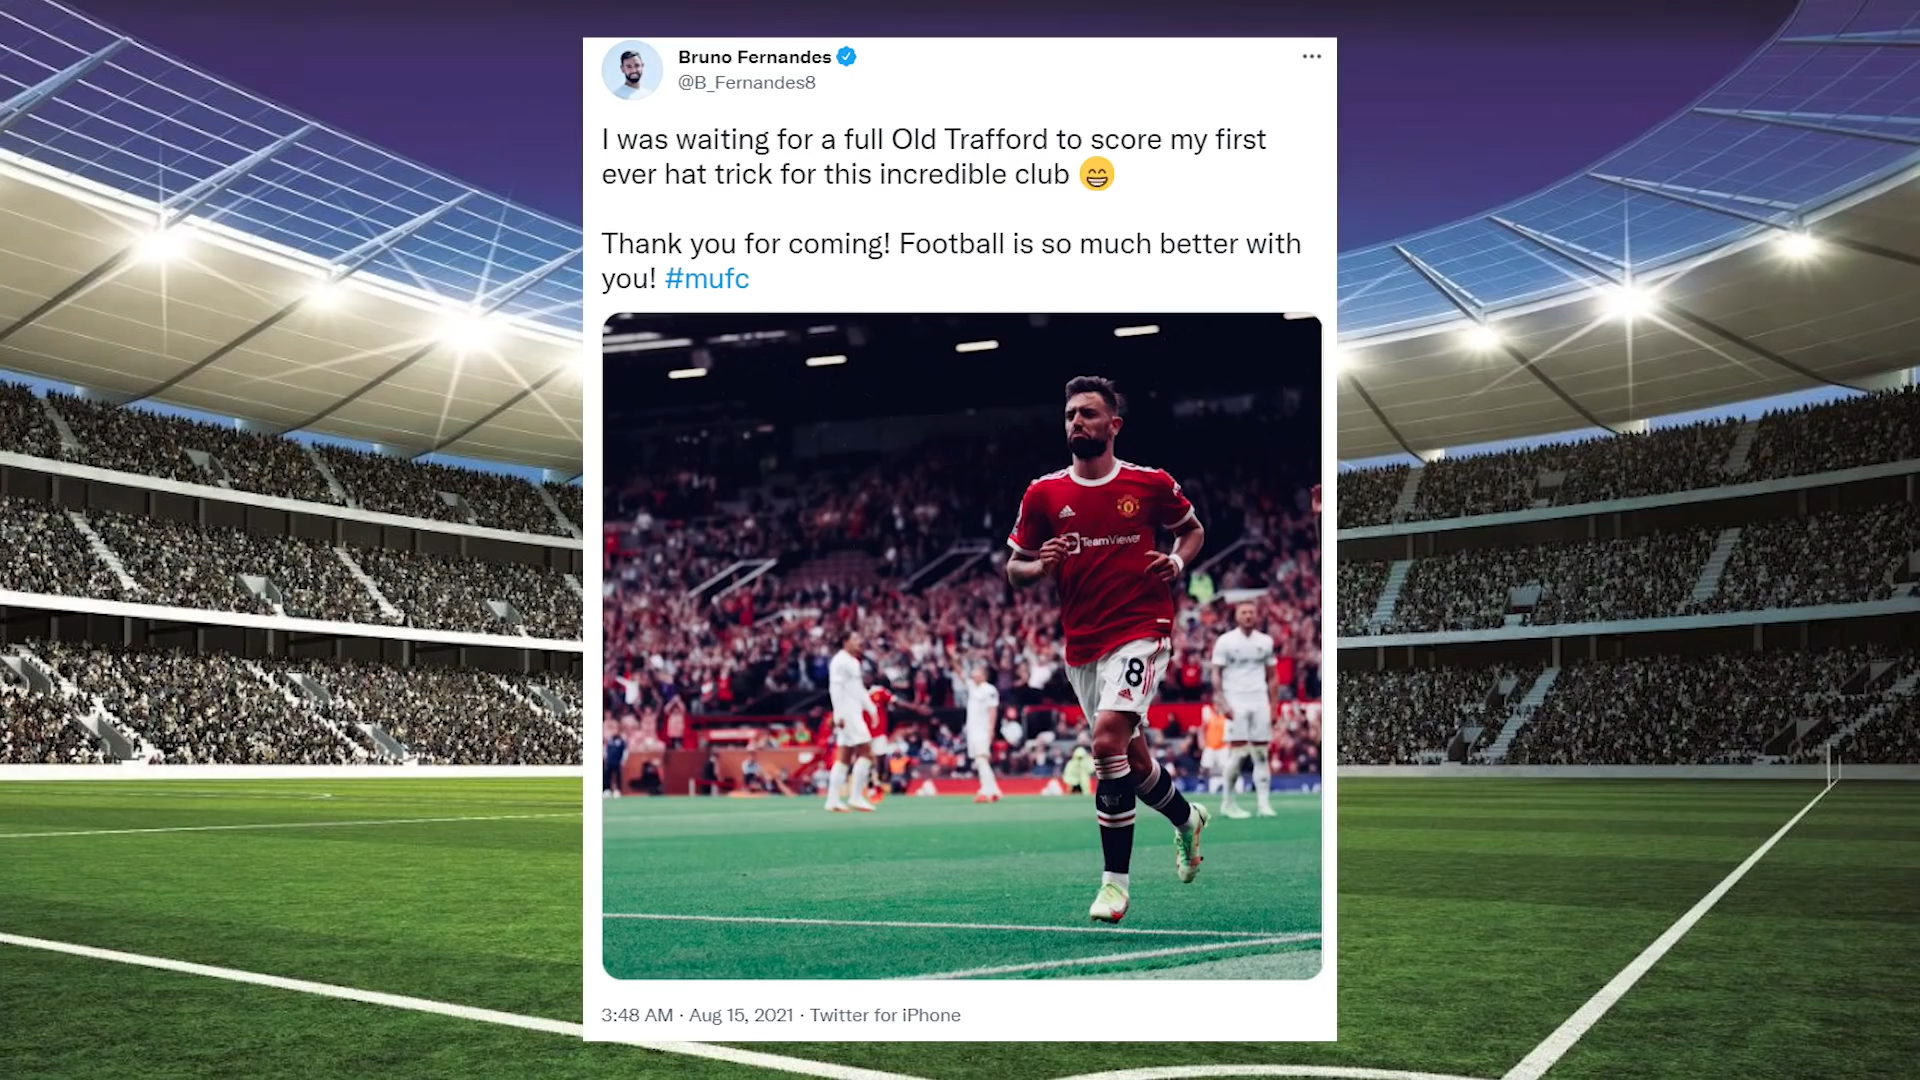 Bruno Fernandes
@B_Fernandes8
I was waiting for a full Old Trafford to score my first
ever hat trick for this incredible club 😁
Thank you for coming! Football is so much better with
you! #mufc
TeamViewer
8
3:48 AM · Aug 15, 2021 · Twitter for iPhone